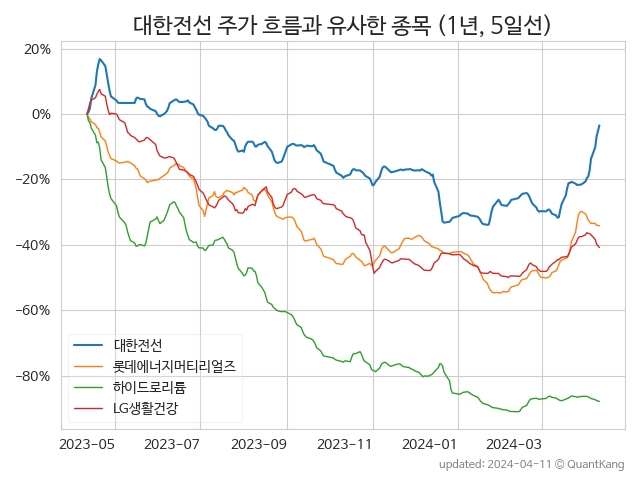 대한전선 주가 흐름과 유사한 종목 (1년, 5일선)
20%
0%
−20%
−40%
−60%
−80%
대한전선
롯데에너지머티리얼즈
하이드로리튬
LG생활건강
2023-05 2023-07 2023-09 2023-11 2024-01 2024-03
updated: 2024-04-11 © QuantKang